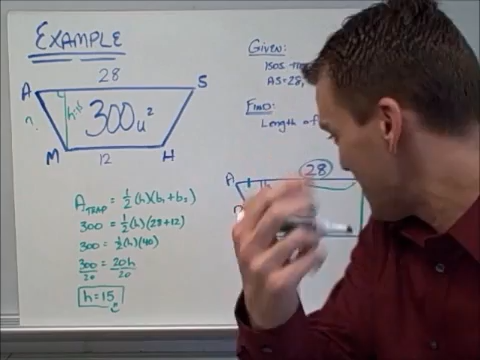 EXAMPLE
28
A S
h=15
300u²
?
M 12 H
A TRAP = 1/2 (h)(b₁+b₂)
300 = 1/2 (h)(28+12)
300 = 1/2 (h)(40)
300/20 = 20h/20
h=15
GIVEN:
ISOS
AS=28,
FIND:
Length of
28
A